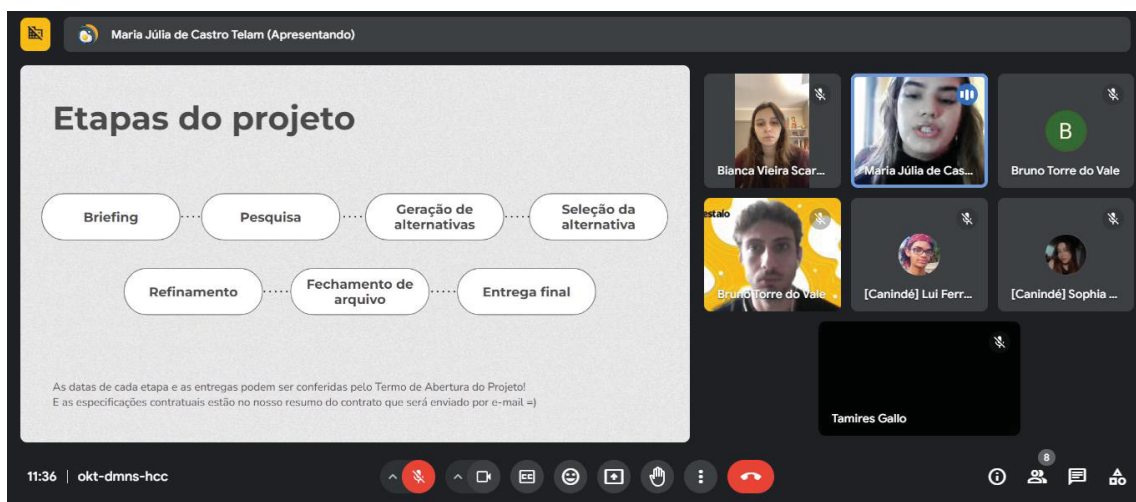 Maria Júlia de Castro Telam (Apresentando)
Etapas do projeto
Briefing
Pesquisa
Geração de
alternativas
Seleção da
alternativa
Refinamento
Fechamento de
arquivo
Entrega final
As datas de cada etapa e as entregas podem ser conferidas pelo Termo de Abertura do Projeto!
E as especificações contratuais estão no nosso resumo do contrato que será enviado por e-mail =)
Bianca Vieira Scar...
Maria Júlia de Cas...
B
Bruno Torre do Vale
estalo
Bruno Torre do Vale
[Canindé] Lui Ferr...
[Canindé] Sophia ...
Tamires Gallo
11:36 | okt-dmns-hcc
CC
8